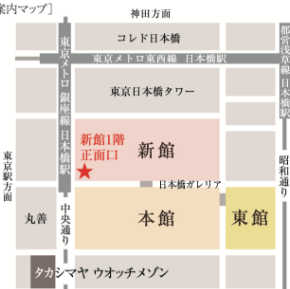 案内マップ]
神田方面
コレド日本橋
東京メトロ東西線 日本橋駅
東京メトロ 銀座線 日本橋駅
都営浅草線 日本橋駅
東京日本橋タワー
新館1階
正面口
新館
東京駅方面
日本橋ガレリア
昭和通り
中央通り
丸善
本館
東館
タカシマヤ ウオッチメゾン